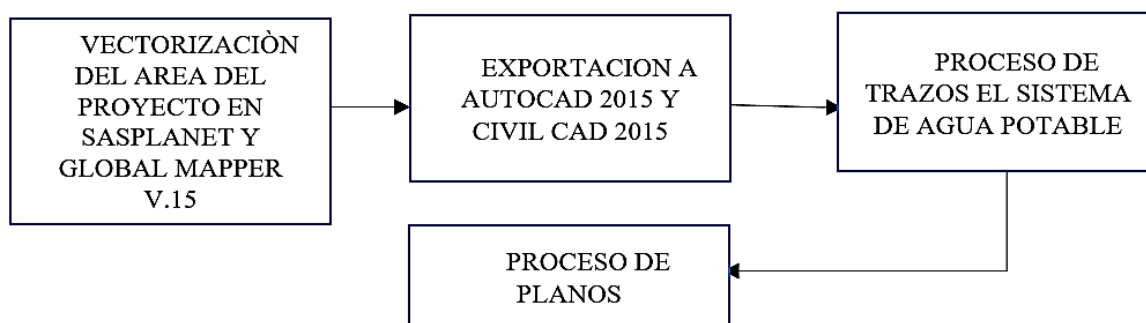 VECTORIZACIÒN
DEL AREA DEL
PROYECTO EN
SASPLANET Y
GLOBAL MAPPER
V.15
EXPORTACION A
AUTOCAD 2015 Y
CIVIL CAD 2015
PROCESO DE
TRAZOS EL SISTEMA
DE AGUA POTABLE
PROCESO DE
PLANOS